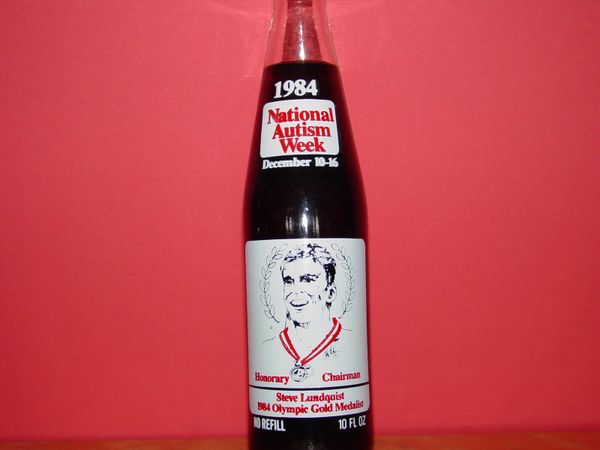 1984
National
Autism
Week
December 10-16
Honorary Chairman
Steve Lundquist
1984 Olympic Gold Medalist
NO REFILL 10 FL OZ